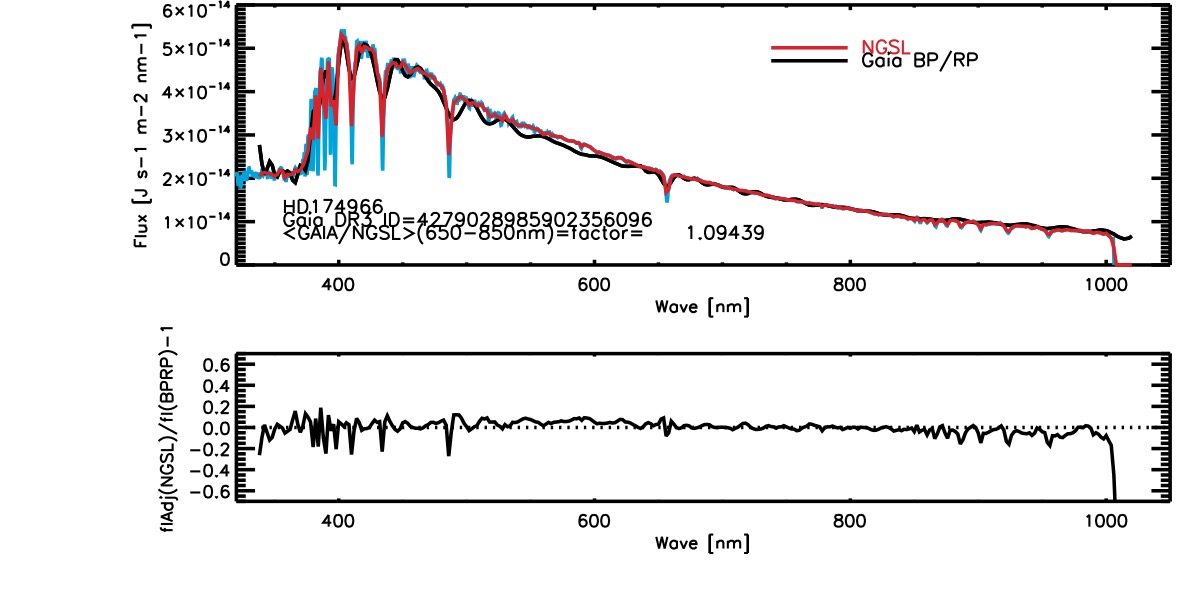 6×10−14
5×10−14
4×10−14
3×10−14
2×10−14
1×10−14
0
Flux [J s−1 m−2 nm−1]
NGSL
Gaia BP/RP
HD174966
Gaia DR3 ID=4279028985902356096
<GAIA/NGSL>(650−850nm)=factor= 1.09439
400 600 800 1000
Wave [nm]
flAdj(NGSL)/fl(BPRP)−1
0.6
0.4
0.2
0.0
−0.2
−0.4
−0.6
400 600 800 1000
Wave [nm]